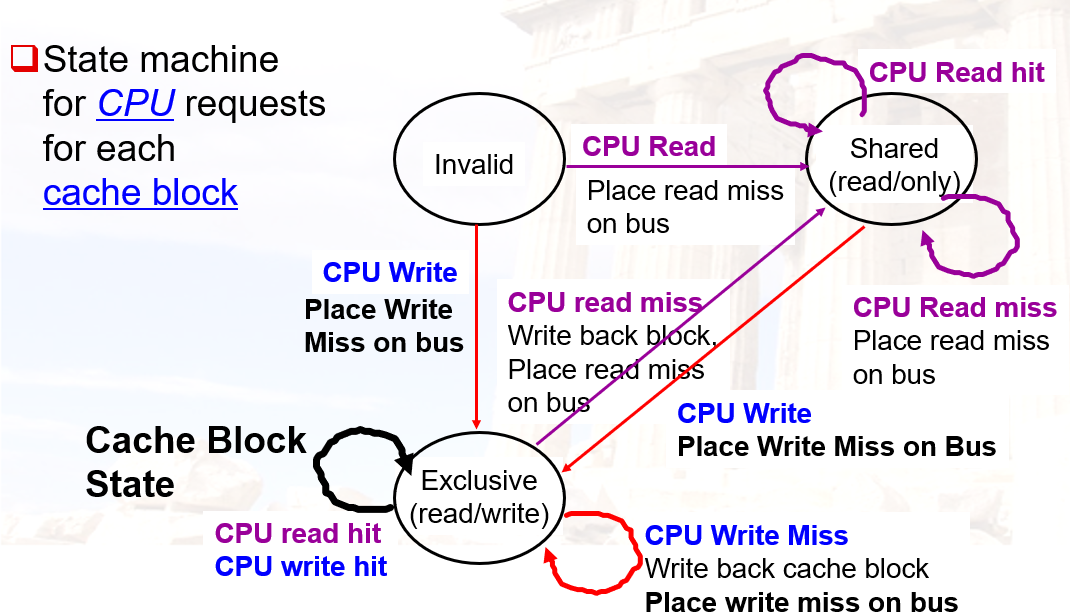 State machine
for CPU requests
for each
cache block
CPU Read hit
Invalid
CPU Read
Place read miss
on bus
Shared
(read/only)
CPU Write
Place Write
Miss on bus
CPU read miss
Write back block,
Place read miss
on bus
CPU Read miss
Place read miss
on bus
CPU Write
Place Write Miss on Bus
Cache Block
State
Exclusive
(read/write)
CPU read hit
CPU write hit
CPU Write Miss
Write back cache block
Place write miss on bus